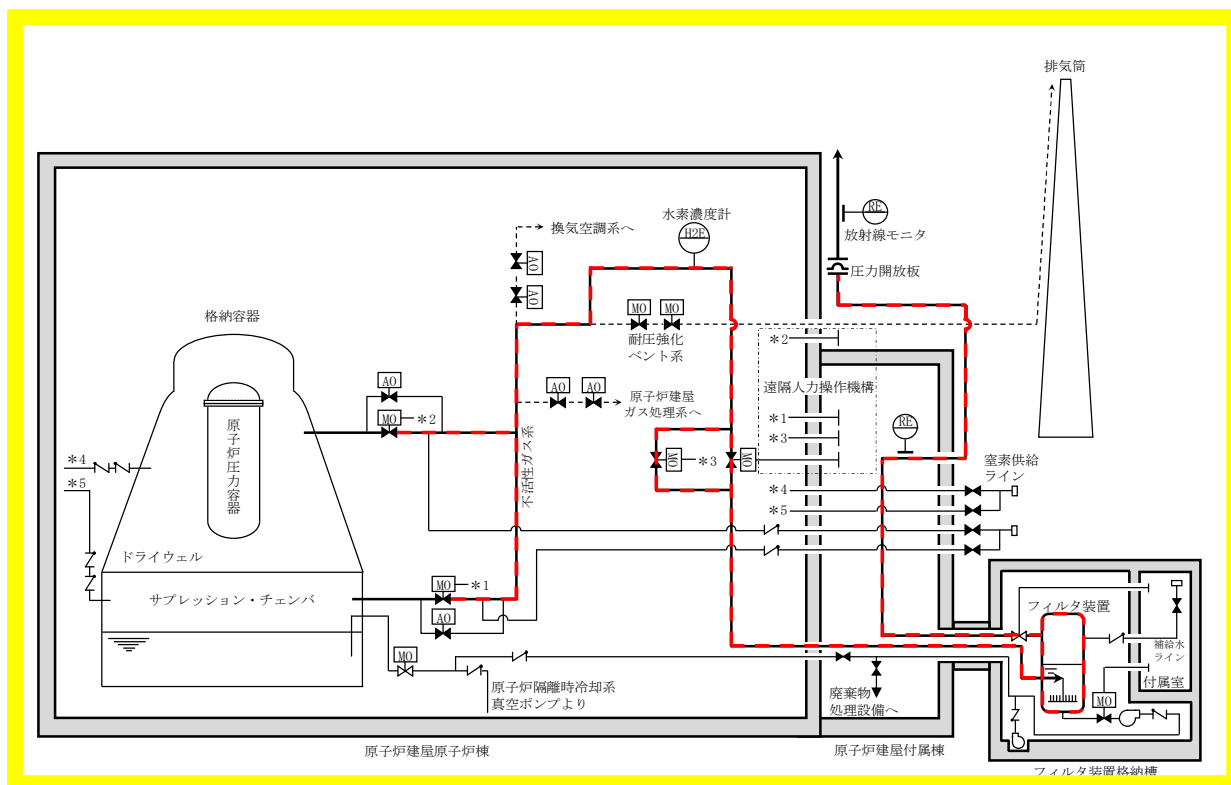 排気筒
水素濃度計
H2E
RE
放射線モニタ
換気空調系へ
AO
AO
圧力開放板
格納容器
MO
MO
耐圧強化
ベント系
＊2
遠隔人力操作機構
AO
AO
AO
原子炉建屋
ガス処理系へ
MO
＊2
＊1
RE
原子炉圧力容器
不活性ガス系
＊3
MO
＊3
MO
＊4
＊5
＊4
＊5
窒素供給
ライン
ドライウェル
MO
＊1
サプレッション・チェンバ
AO
フィルタ装置
補給水
ライン
付属室
MO
MO
原子炉隔離時冷却系
真空ポンプより
廃棄物
処理設備へ
原子炉建屋原子炉棟
原子炉建屋付属棟
フィルタ装置格納槽